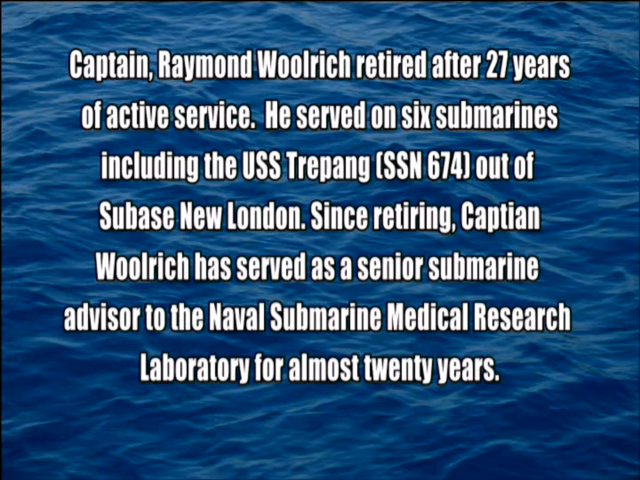 Captain, Raymond Woolrich retired after 27 years
of active service.  He served on six submarines
including the USS Trepang (SSN 674) out of
Subase New London. Since retiring, Captian
Woolrich has served as a senior submarine
advisor to the Naval Submarine Medical Research
Laboratory for almost twenty years.